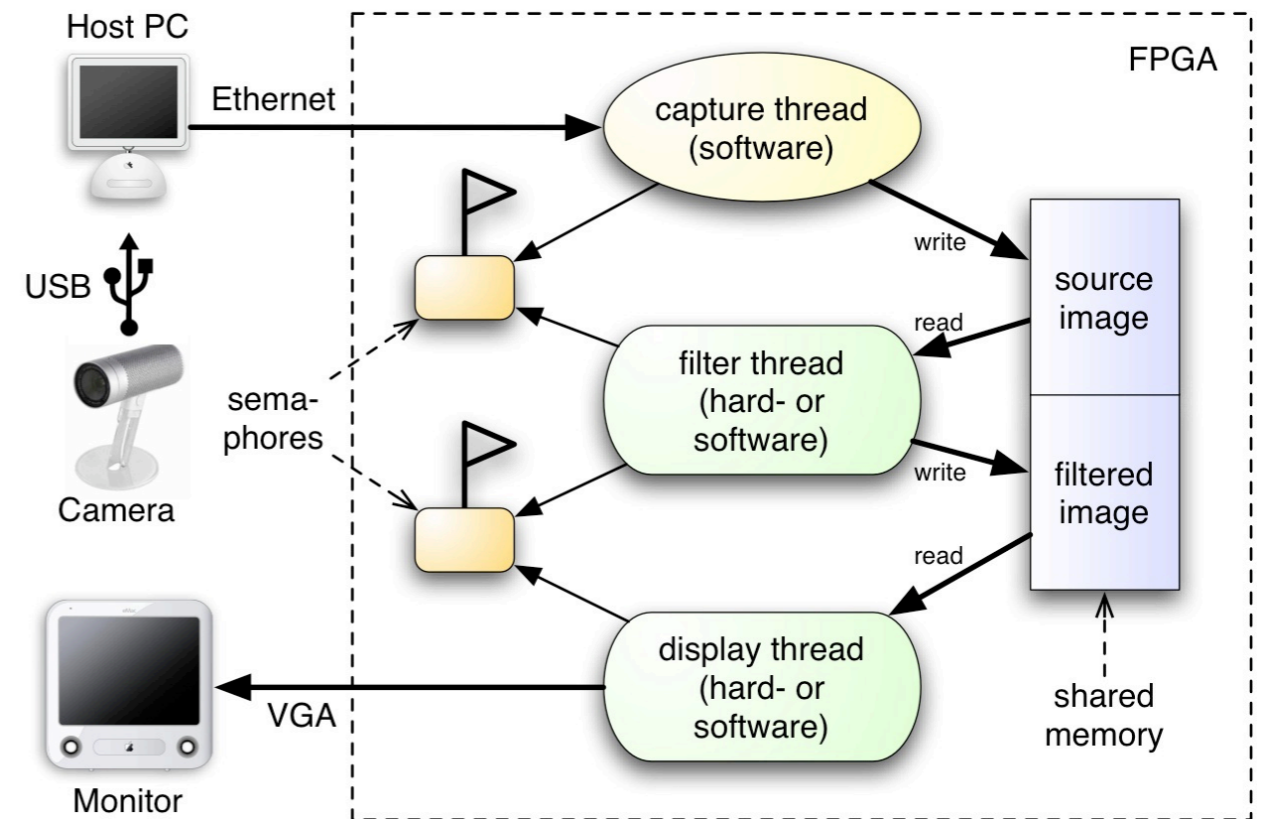 Host PC
FPGA
Ethernet
capture thread
(software)
write
source
image
USB
read
filter thread
(hard- or
software)
sema-
phores
write
filtered
image
Camera
read
display thread
(hard- or
software)
shared
memory
VGA
Monitor